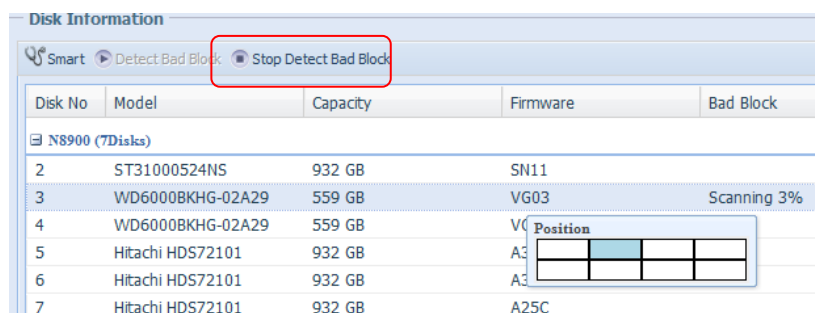 Disk Information
Smart Detect Bad Block Stop Detect Bad Block
Disk No Model Capacity Firmware Bad Block
N8900 (7Disks)
2 ST31000524NS 932 GB SN11
3 WD6000BKHG-02A29 559 GB VG03 Scanning 3%
4 WD6000BKHG-02A29 559 GB
Position
5 Hitachi HDS72101 932 GB A3
6 Hitachi HDS72101 932 GB A3
7 Hitachi HDS72101 932 GB A25C